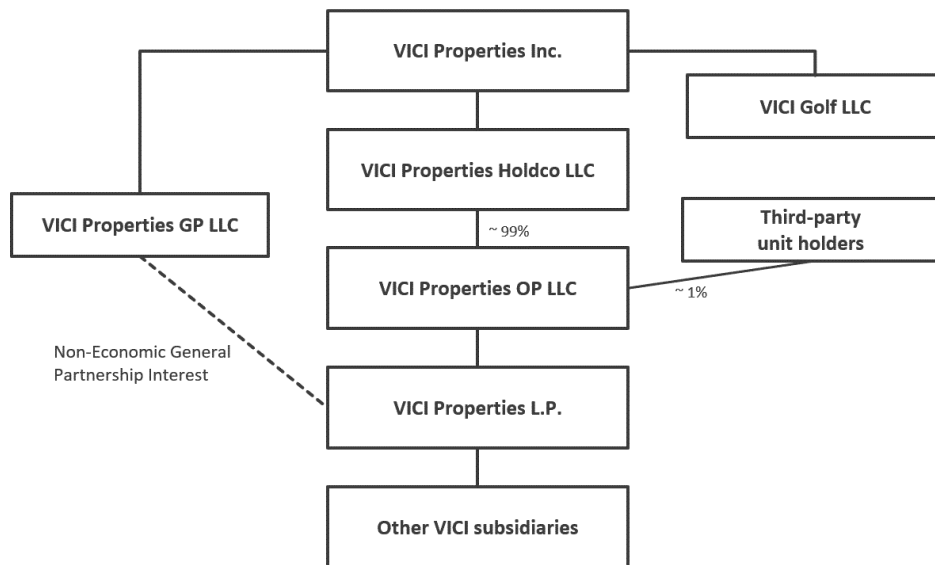 VICI Properties Inc.
VICI Golf LLC
VICI Properties Holdco LLC
VICI Properties GP LLC
Third-party
unit holders
~ 99%
VICI Properties OP LLC
~ 1%
Non-Economic General
Partnership Interest
VICI Properties L.P.
Other VICI subsidiaries